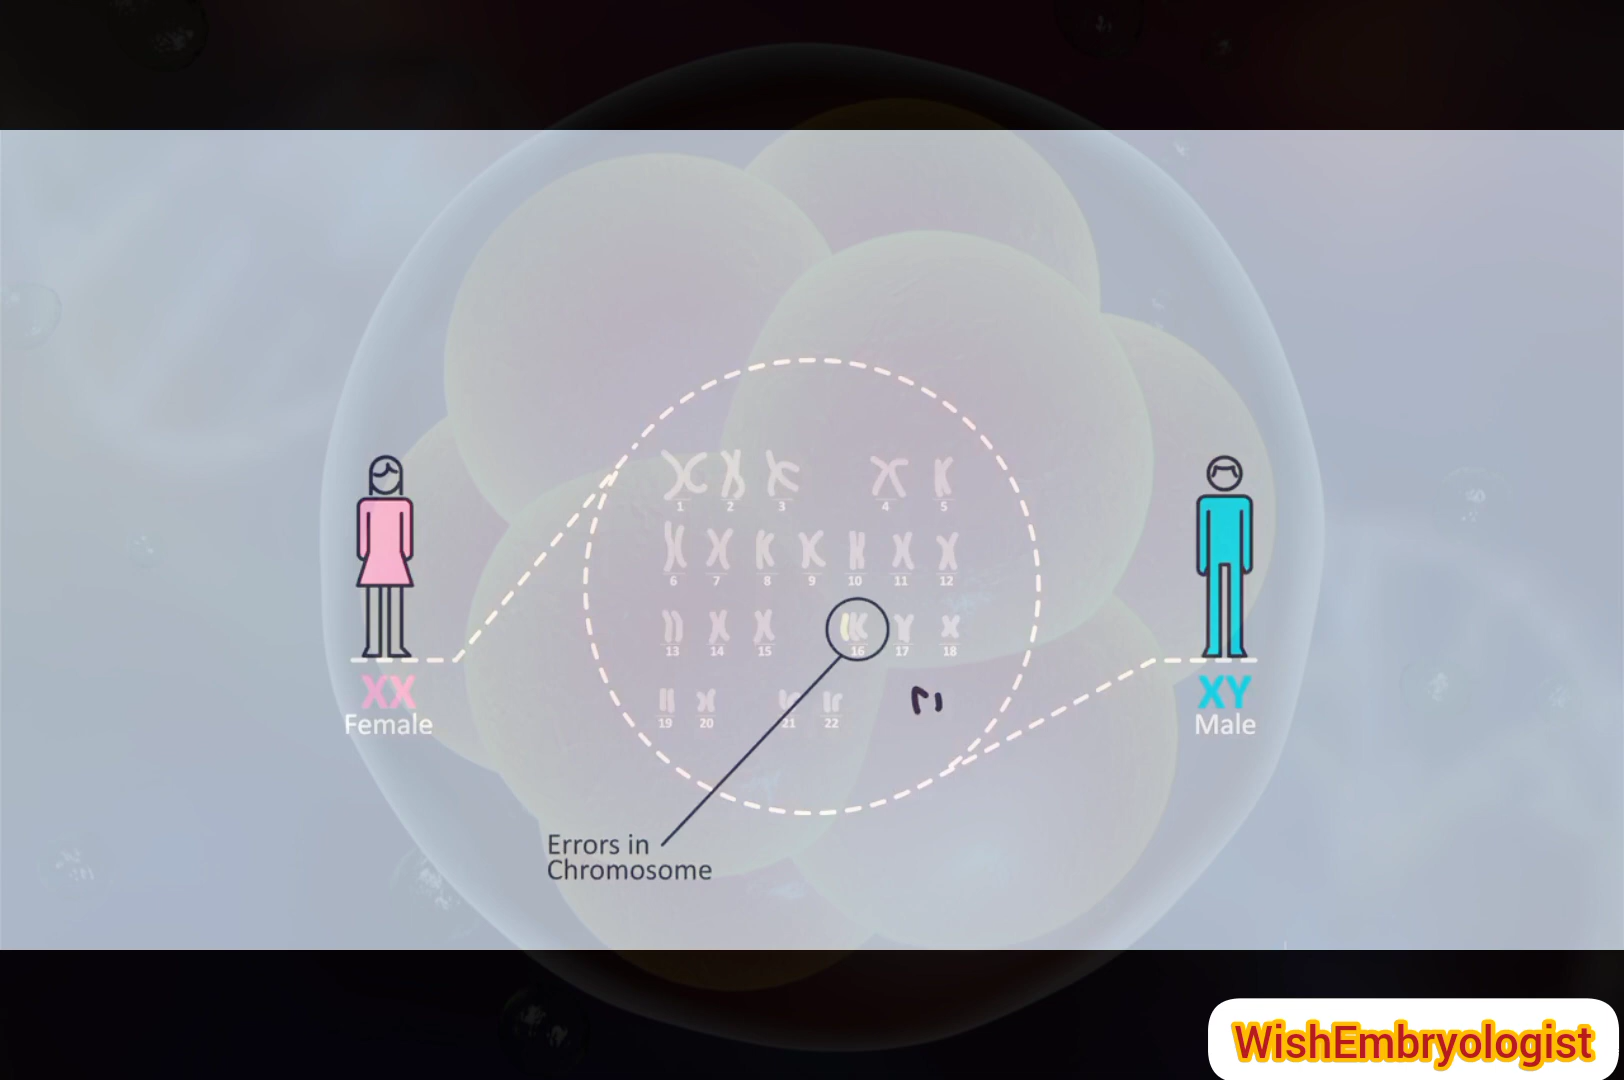 1 2 3 4 5
6 7 8 9 10 11 12
13 14 15 16 17 18
XX XY
Female Male
19 20 21 22
Errors in
Chromosome
WishEmbryologist